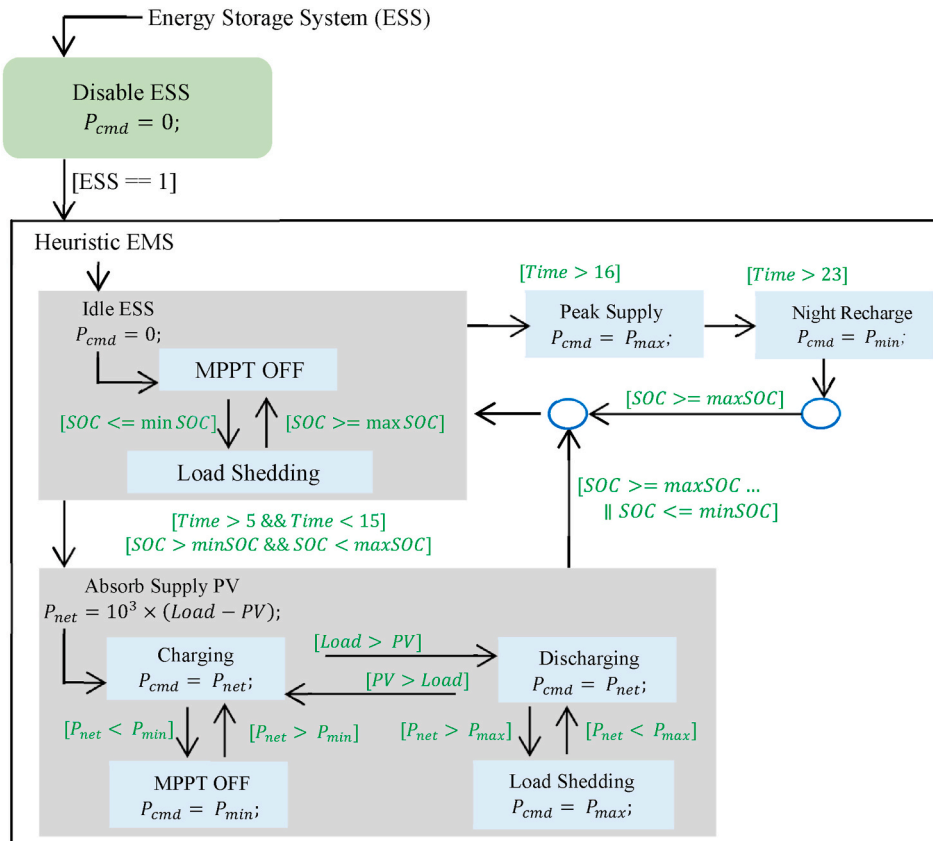 Energy Storage System (ESS)
Disable ESS
P_cmd = 0;
[ESS == 1]
Heuristic EMS
Idle ESS
P_cmd = 0;
MPPT OFF
[SOC <= min SOC]
[SOC >= max SOC]
Load Shedding
[Time > 16]
Peak Supply
P_cmd = P_max;
[Time > 23]
Night Recharge
P_cmd = P_min;
[SOC >= maxSOC]
[SOC >= maxSOC ...
|| SOC <= minSOC]
[Time > 5 && Time < 15]
[SOC > minSOC && SOC < maxSOC]
Absorb Supply PV
P_net = 10³ × (Load − PV);
Charging
P_cmd = P_net;
[Load > PV]
[PV > Load]
Discharging
P_cmd = P_net;
[P_net < P_min]
[P_net > P_min]
[P_net > P_max]
[P_net < P_max]
MPPT OFF
P_cmd = P_min;
Load Shedding
P_cmd = P_max;